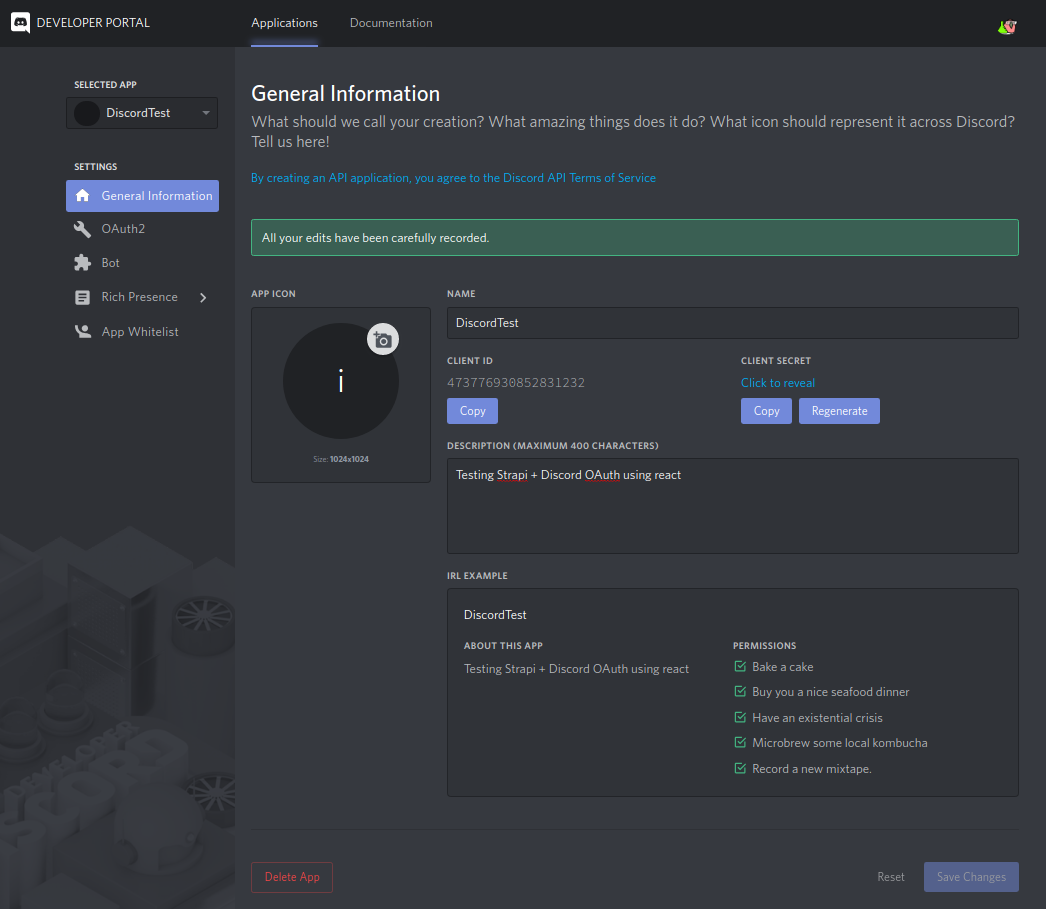 DEVELOPER PORTAL
Applications
Documentation
SELECTED APP
DiscordTest
SETTINGS
General Information
OAuth2
Bot
Rich Presence
App Whitelist
General Information
What should we call your creation? What amazing things does it do? What icon should represent it across Discord?
Tell us here!
By creating an API application, you agree to the Discord API Terms of Service
All your edits have been carefully recorded.
APP ICON
i
Size: 1024x1024
NAME
DiscordTest
CLIENT ID
473776930852831232
Copy
CLIENT SECRET
Click to reveal
Copy
Regenerate
DESCRIPTION (MAXIMUM 400 CHARACTERS)
Testing Strapi + Discord OAuth using react
IRL EXAMPLE
DiscordTest
ABOUT THIS APP
Testing Strapi + Discord OAuth using react
PERMISSIONS
Bake a cake
Buy you a nice seafood dinner
Have an existential crisis
Microbrew some local kombucha
Record a new mixtape.
Delete App
Reset
Save Changes